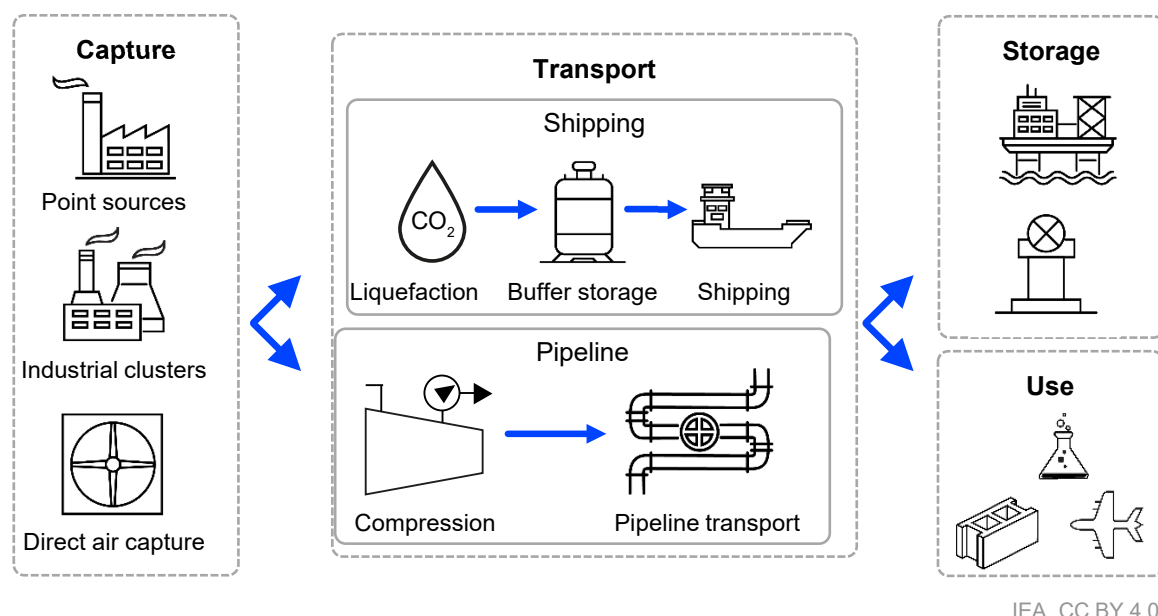 Capture
Point sources
Industrial clusters
Direct air capture
Transport
Shipping
CO2
Liquefaction
Buffer storage
Shipping
Pipeline
Compression
Pipeline transport
Storage
Use
IEA. CC BY 4.0